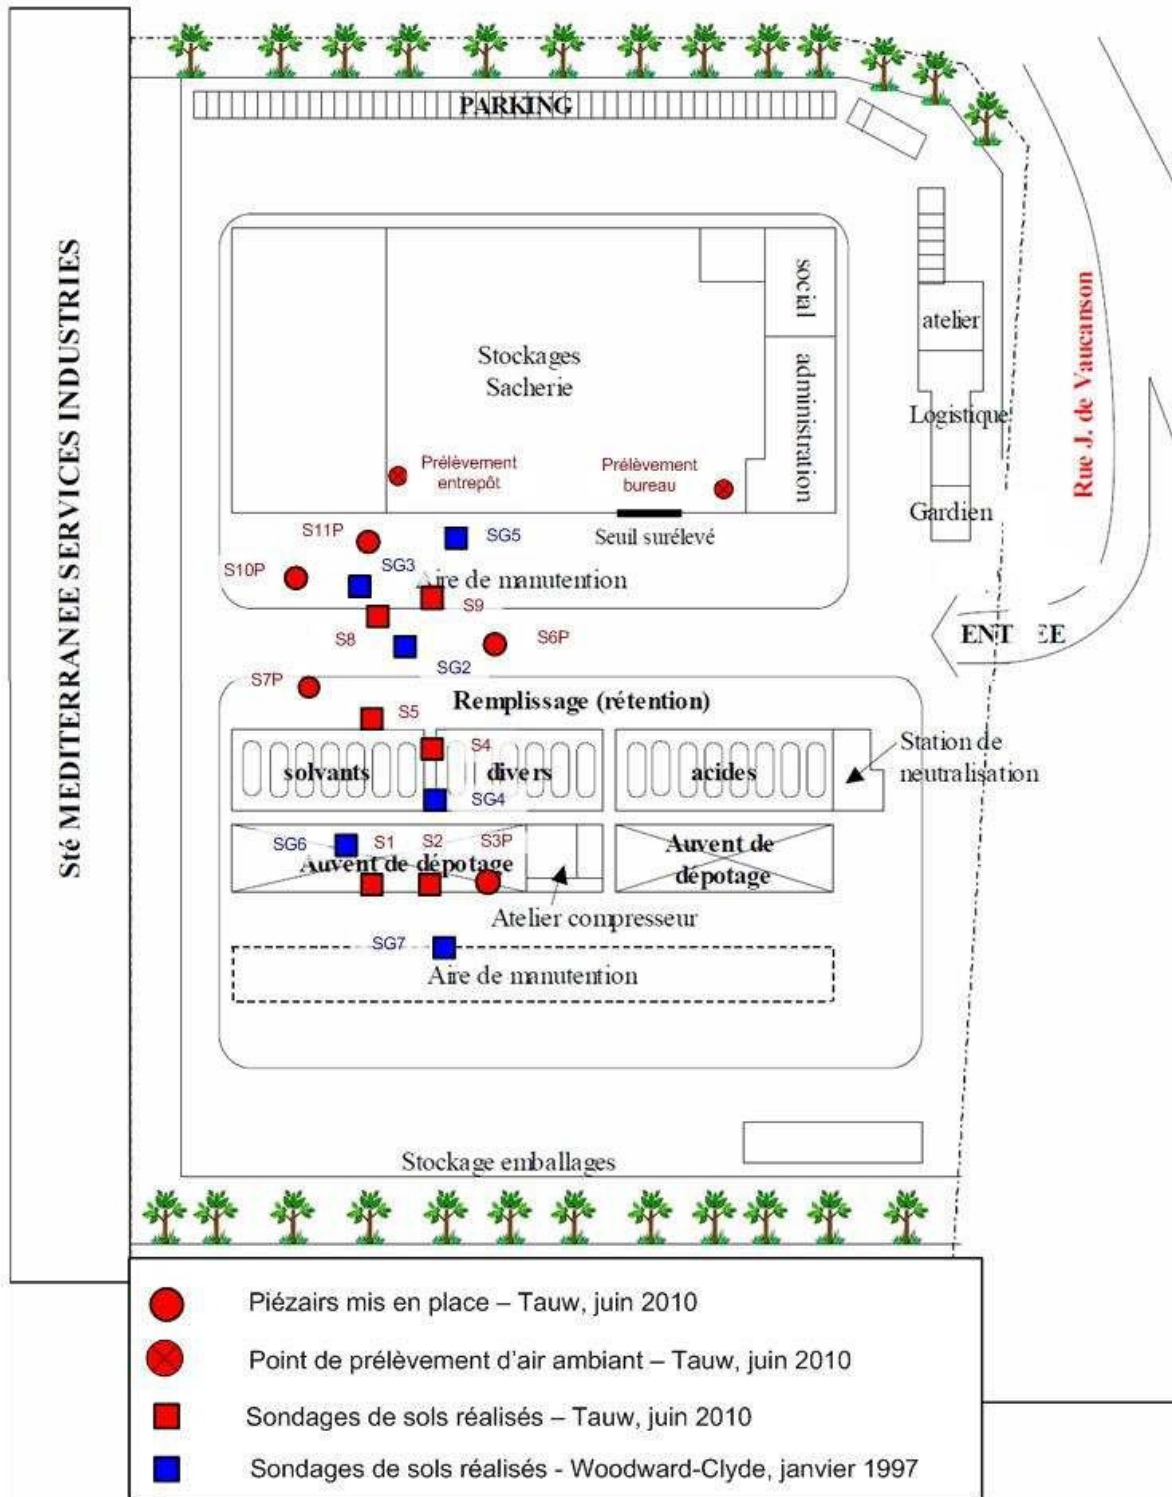 PARKING
Sté MEDITERRANEE SERVICES INDUSTRIES
social
atelier
Stockages
Sacherie
administration
Logistique
Rue J. de Vaucanson
Prélèvement
entrepôt
Prélèvement
bureau
Gardien
S11P
SG5
Seuil surélevé
S10P
SG3
Aire de manutention
S9
S8
S6P
ENT EE
SG2
S7P
Remplissage (rétention)
S5
S4
Station de
neutralisation
solvants
divers
acides
SG4
SG6
S1
S2
S3P
Auvent de dépotage
Auvent de
dépotage
Atelier compresseur
SG7
Aire de manutention
Stockage emballages
Piézairs mis en place – Tauw, juin 2010
Point de prélèvement d'air ambiant – Tauw, juin 2010
Sondages de sols réalisés – Tauw, juin 2010
Sondages de sols réalisés - Woodward-Clyde, janvier 1997